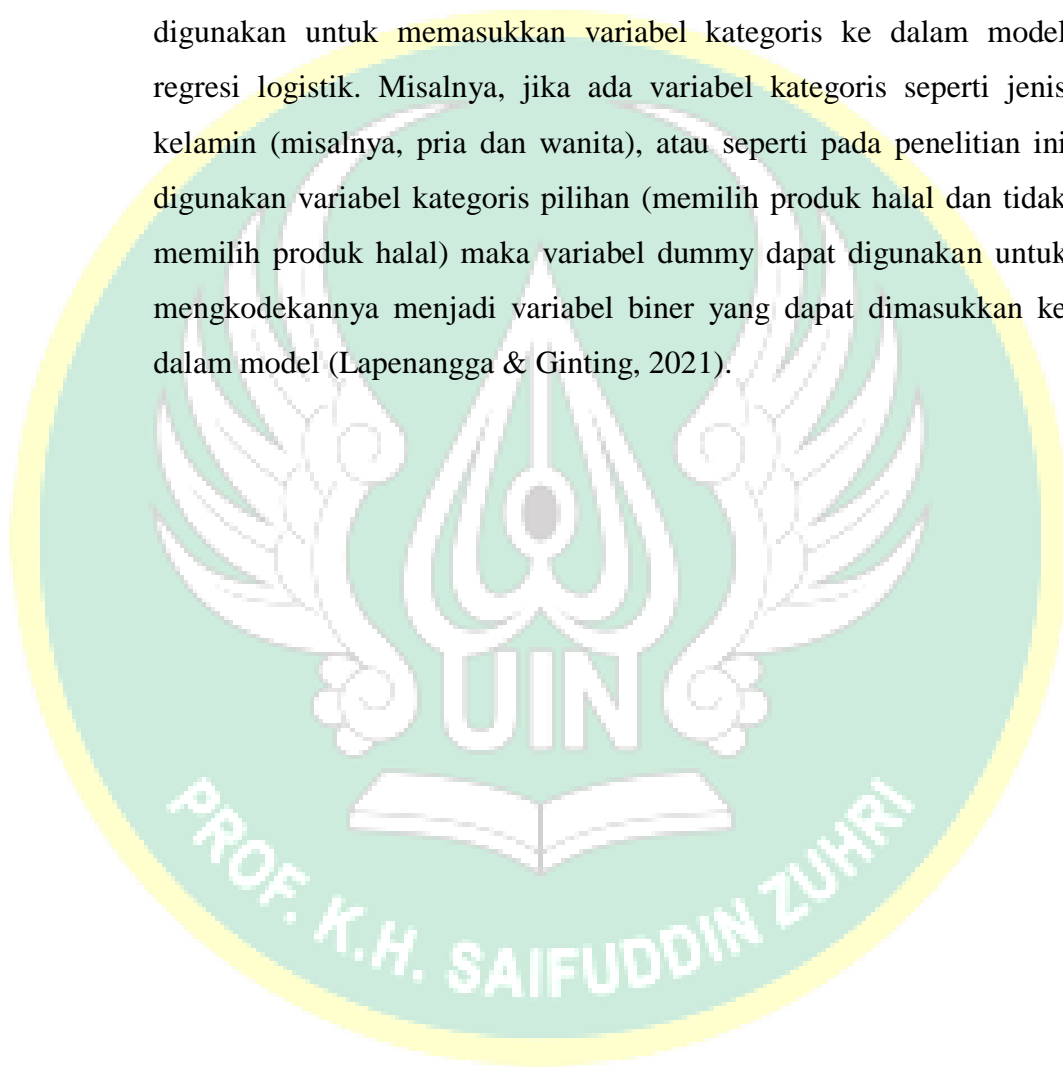 digunakan untuk memasukkan variabel kategoris ke dalam model
regresi logistik. Misalnya, jika ada variabel kategoris seperti jenis
kelamin (misalnya, pria dan wanita), atau seperti pada penelitian ini
digunakan variabel kategoris pilihan (memilih produk halal dan tidak
memilih produk halal) maka variabel dummy dapat digunakan untuk
mengkodekannya menjadi variabel biner yang dapat dimasukkan ke
dalam model (Lapenangga & Ginting, 2021).
UIN
PROF. K.H. SAIFUDDIN ZUHRI